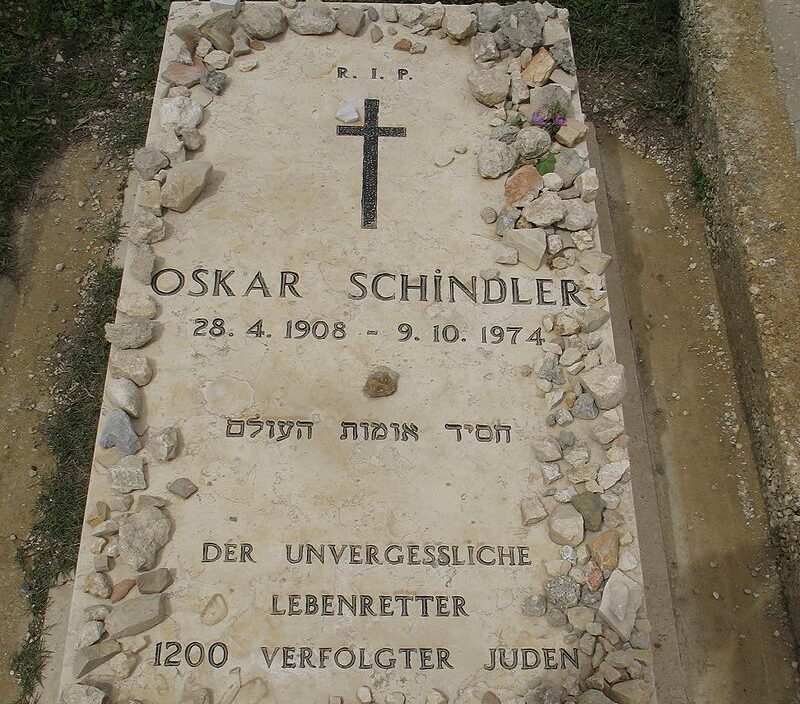 R. I. P.
OSKAR SCHiNDLER
28. 4. 1908 - 9. 10. 1974
חסיד אומות העולם
DER UNVERGESSLICHE
LEBENRETTER
1200 VERFOLGTER JUDEN